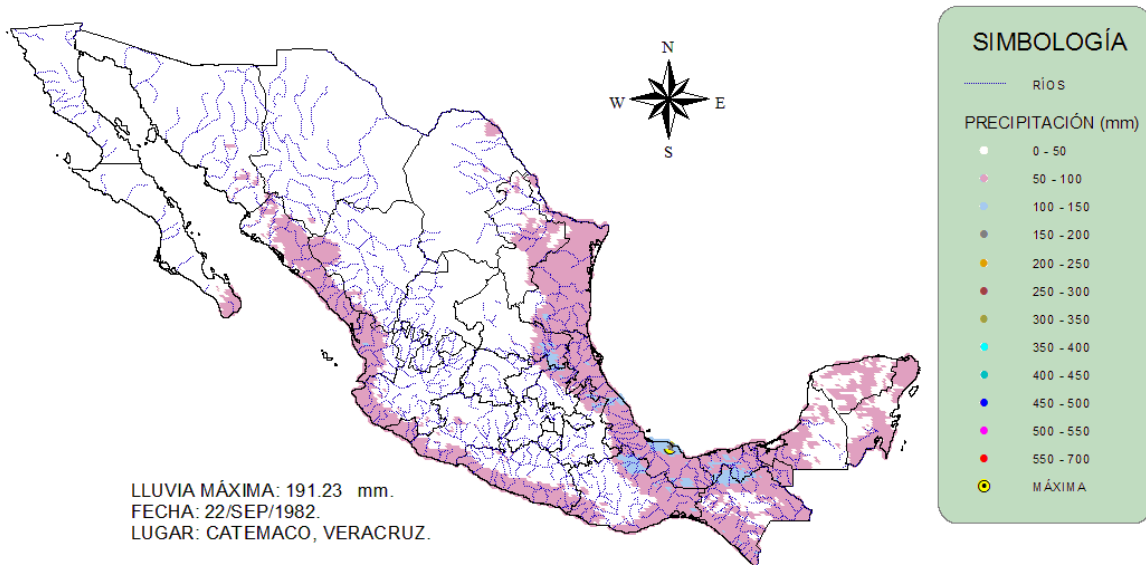 N
W
E
S
LLUVIA MÁXIMA: 191.23 mm.
FECHA: 22/SEP/1982.
LUGAR: CATEMACO, VERACRUZ.
SIMBOLOGÍA
RÍOS
PRECIPITACIÓN (mm)
0 - 50
50 - 100
100 - 150
150 - 200
200 - 250
250 - 300
300 - 350
350 - 400
400 - 450
450 - 500
500 - 550
550 - 700
MÁXIMA